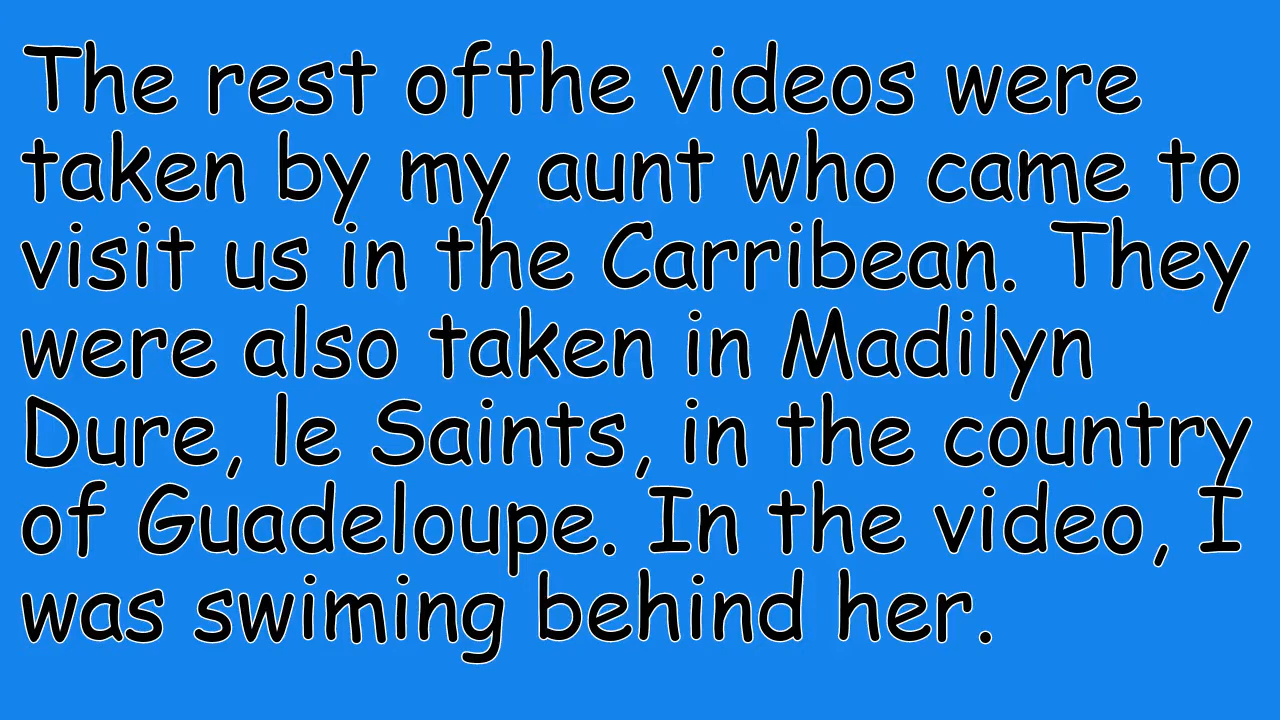 The rest ofthe videos were
taken by my aunt who came to
visit us in the Carribean. They
were also taken in Madilyn
Dure, le Saints, in the country
of Guadeloupe. In the video, I
was swiming behind her.